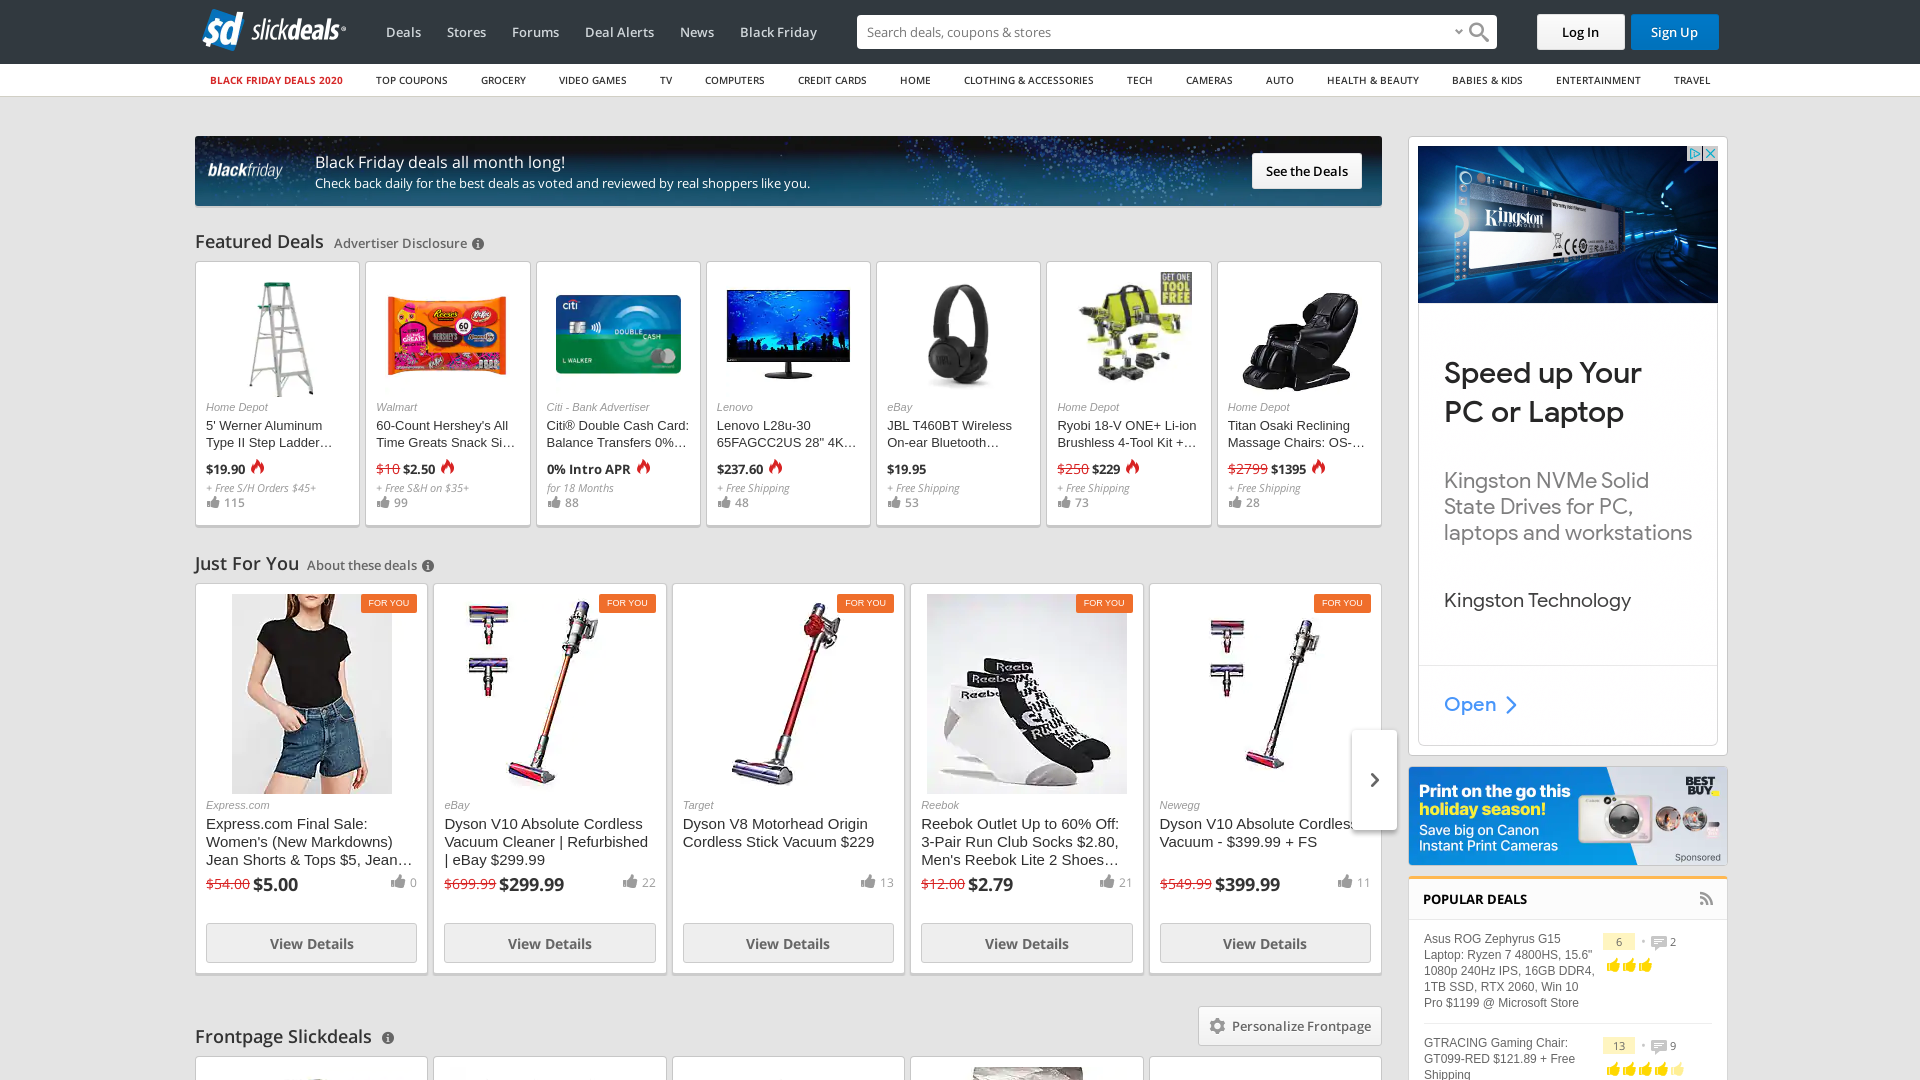 slickdeals
Deals
Stores
Forums
Deal Alerts
News
Black Friday
Search deals, coupons & stores
Log In
Sign Up
BLACK FRIDAY DEALS 2020
TOP COUPONS
GROCERY
VIDEO GAMES
TV
COMPUTERS
CREDIT CARDS
HOME
CLOTHING & ACCESSORIES
TECH
CAMERAS
AUTO
HEALTH & BEAUTY
BABIES & KIDS
ENTERTAINMENT
TRAVEL
blackfriday
Black Friday deals all month long!
Check back daily for the best deals as voted and reviewed by real shoppers like you.
See the Deals
Featured Deals
Advertiser Disclosure
Home Depot
5' Werner Aluminum
Type II Step Ladder…
$19.90
+ Free S/H Orders $45+
115
Reese's
HERSHEY'S
60
Walmart
60-Count Hershey's All
Time Greats Snack Si…
$10 $2.50
+ Free S&H on $35+
99
citi
DOUBLE
CASH
L WALKER
Citi - Bank Advertiser
Citi® Double Cash Card:
Balance Transfers 0%…
0% Intro APR
for 18 Months
88
Lenovo
Lenovo L28u-30
65FAGCC2US 28" 4K…
$237.60
+ Free Shipping
48
eBay
JBL T460BT Wireless
On-ear Bluetooth…
$19.95
+ Free Shipping
53
GET ONE
TOOL
FREE
Home Depot
Ryobi 18-V ONE+ Li-ion
Brushless 4-Tool Kit +…
$250 $229
+ Free Shipping
73
Home Depot
Titan Osaki Reclining
Massage Chairs: OS-…
$2799 $1395
+ Free Shipping
28
Just For You
About these deals
FOR YOU
Express.com
Express.com Final Sale:
Women's (New Markdowns)
Jean Shorts & Tops $5, Jean…
$54.00 $5.00
0
View Details
FOR YOU
eBay
Dyson V10 Absolute Cordless
Vacuum Cleaner | Refurbished
| eBay $299.99
$699.99 $299.99
22
View Details
FOR YOU
Target
Dyson V8 Motorhead Origin
Cordless Stick Vacuum $229
13
View Details
FOR YOU
Reebok
Reebok Outlet Up to 60% Off:
3-Pair Run Club Socks $2.80,
Men's Reebok Lite 2 Shoes…
$12.00 $2.79
21
View Details
FOR YOU
Newegg
Dyson V10 Absolute Cordless
Vacuum - $399.99 + FS
$549.99 $399.99
11
View Details
Frontpage Slickdeals
Personalize Frontpage
Kingston
TECHNOLOGY
Speed up Your
PC or Laptop
Kingston NVMe Solid
State Drives for PC,
laptops and workstations
Kingston Technology
Open
Print on the go this
holiday season!
Save big on Canon
Instant Print Cameras
BEST
BUY
Sponsored
POPULAR DEALS
Asus ROG Zephyrus G15
Laptop: Ryzen 7 4800HS, 15.6"
1080p 240Hz IPS, 16GB DDR4,
1TB SSD, RTX 2060, Win 10
Pro $1199 @ Microsoft Store
6
2
GTRACING Gaming Chair:
GT099-RED $121.89 + Free
Shipping
13
9